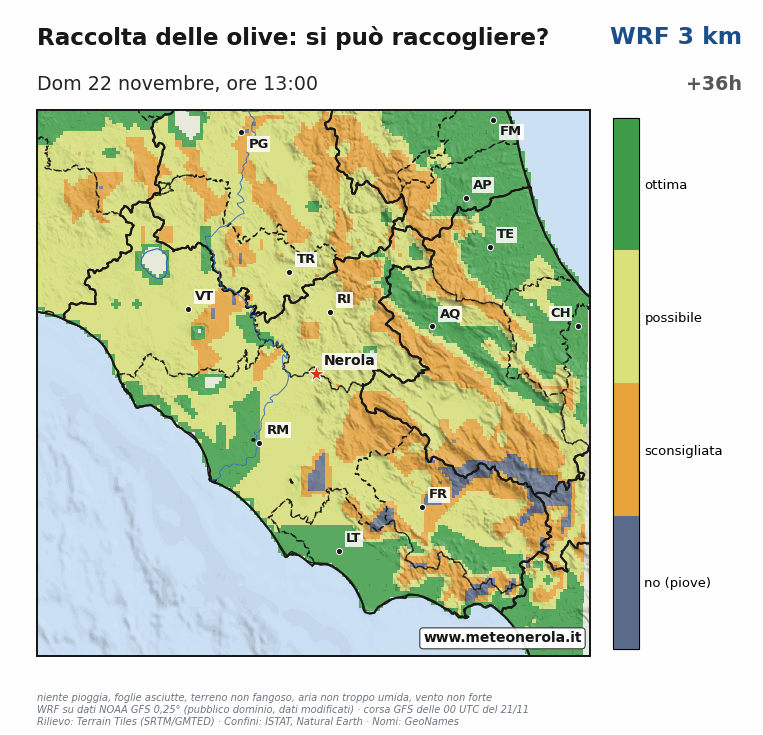 Raccolta delle olive: si può raccogliere?
WRF 3 km
Dom 22 novembre, ore 13:00
+36h
FM
PG
AP
TE
TR
VT
RI
AQ
CH
Nerola
RM
FR
LT
www.meteonerola.it
ottima
possibile
sconsigliata
no (piove)
niente pioggia, foglie asciutte, terreno non fangoso, aria non troppo umida, vento non forte
WRF su dati NOAA GFS 0,25° (pubblico dominio, dati modificati) · corsa GFS delle 00 UTC del 21/11
Rilievo: Terrain Tiles (SRTM/GMTED) · Confini: ISTAT, Natural Earth · Nomi: GeoNames